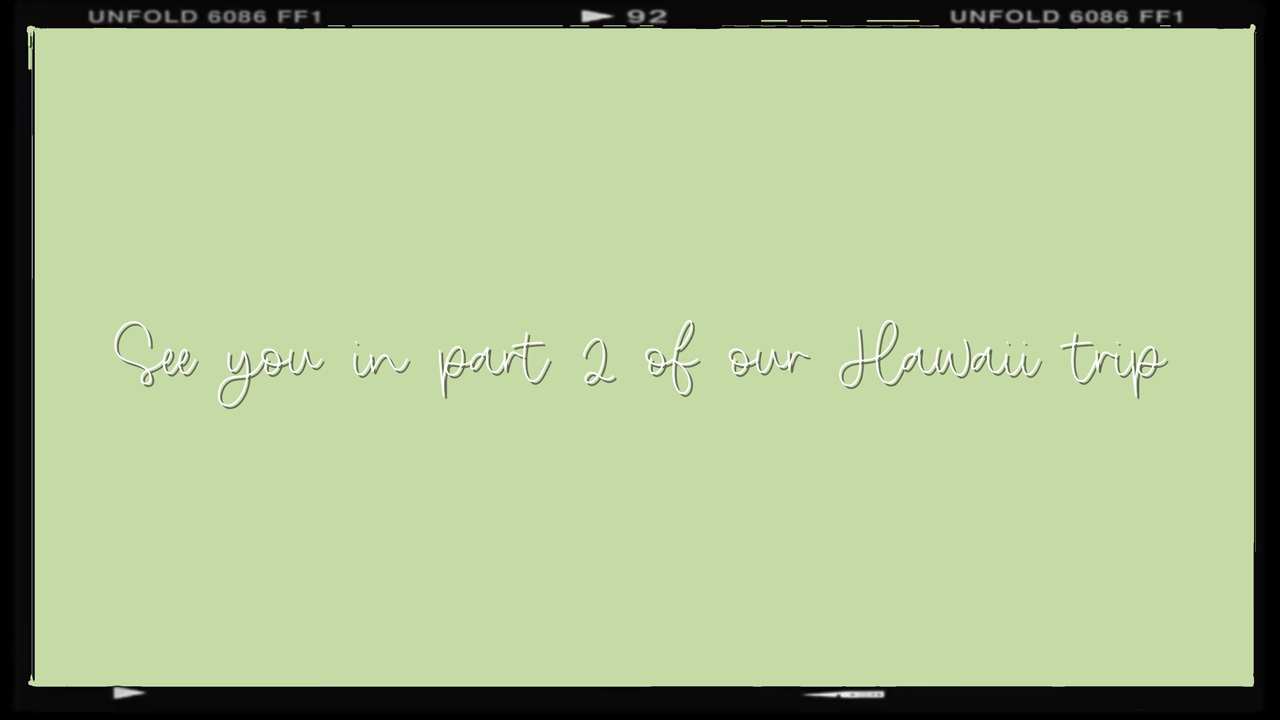 UNFOLD 6086 FF1 ▶ 92 UNFOLD 6086 FF1
See you in part 2 of our Hawaii trip